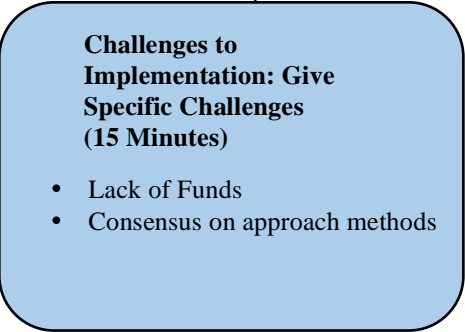 Challenges to
Implementation: Give
Specific Challenges
(15 Minutes)
• Lack of Funds
• Consensus on approach methods